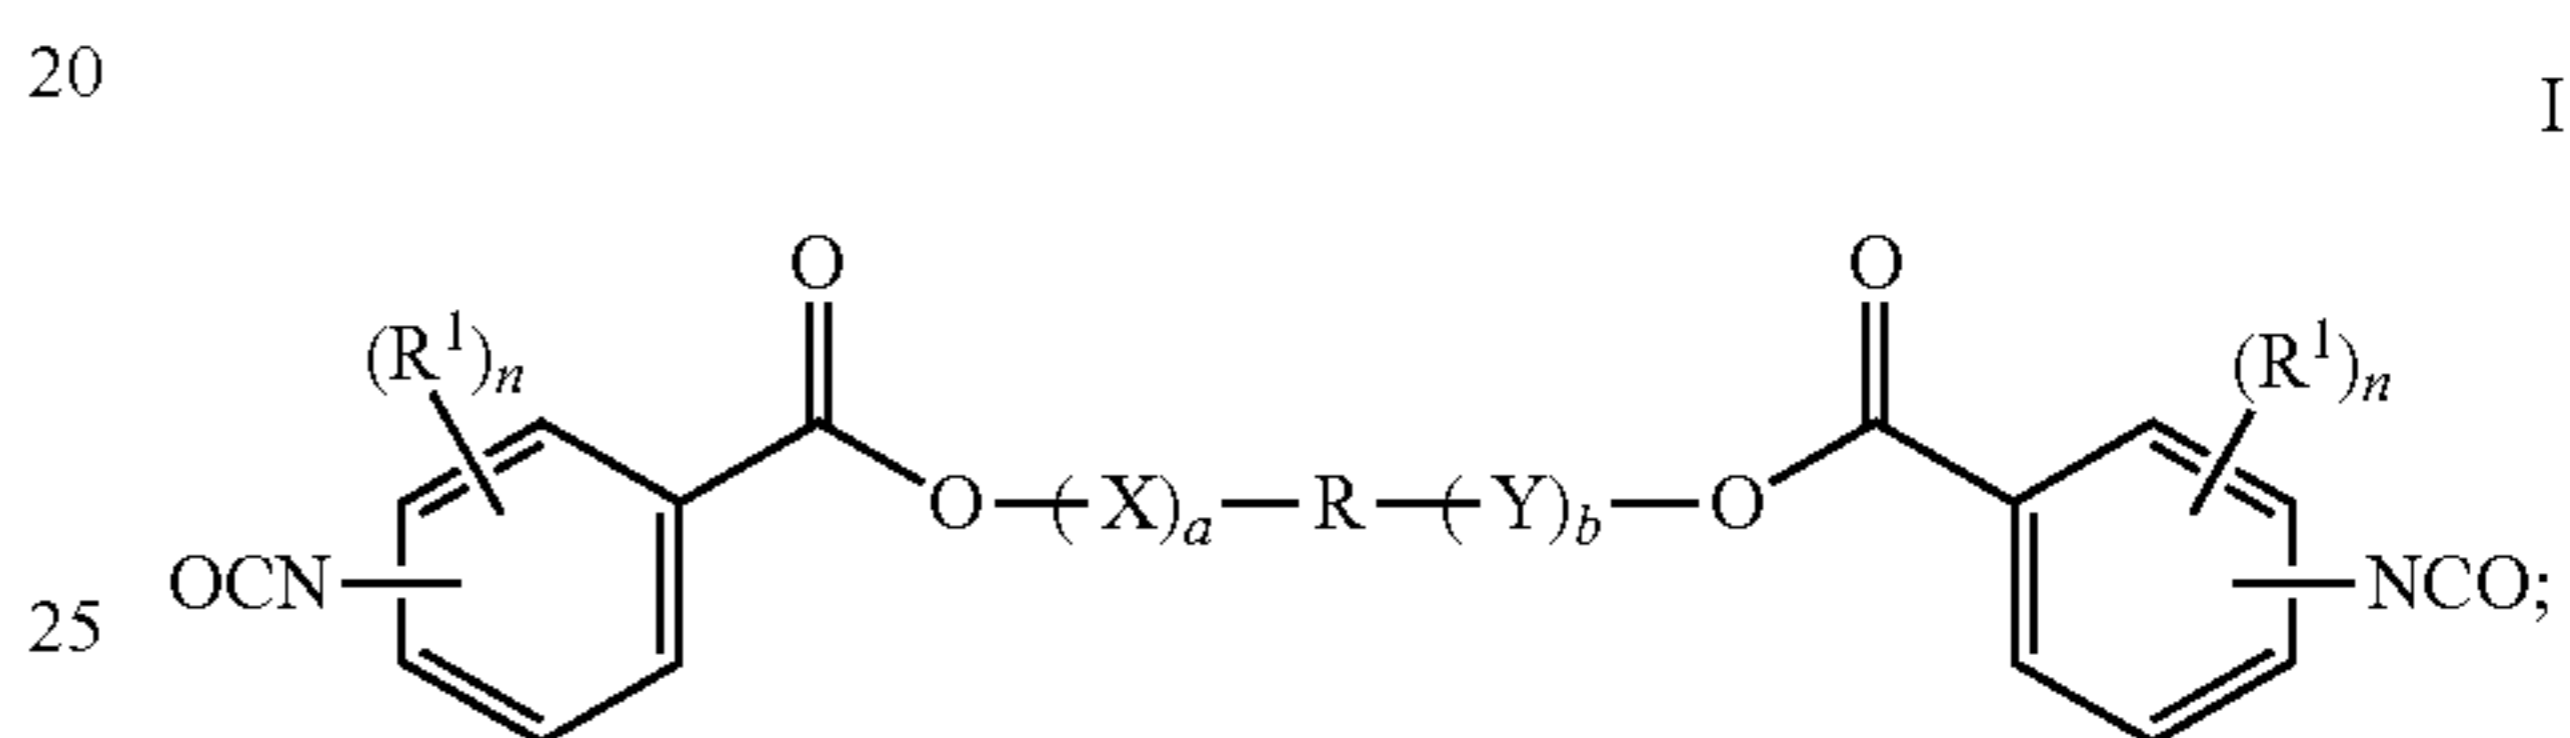 20 I
O O
(R¹)n (R¹)n
O (X)a R (Y)b O
25 OCN NCO;